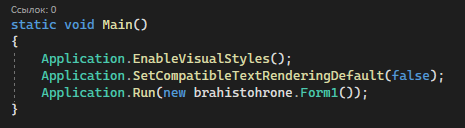 Ссылок: 0
static void Main()
{
Application.EnableVisualStyles();
Application.SetCompatibleTextRenderingDefault(false);
Application.Run(new brahistohrone.Form1());
}